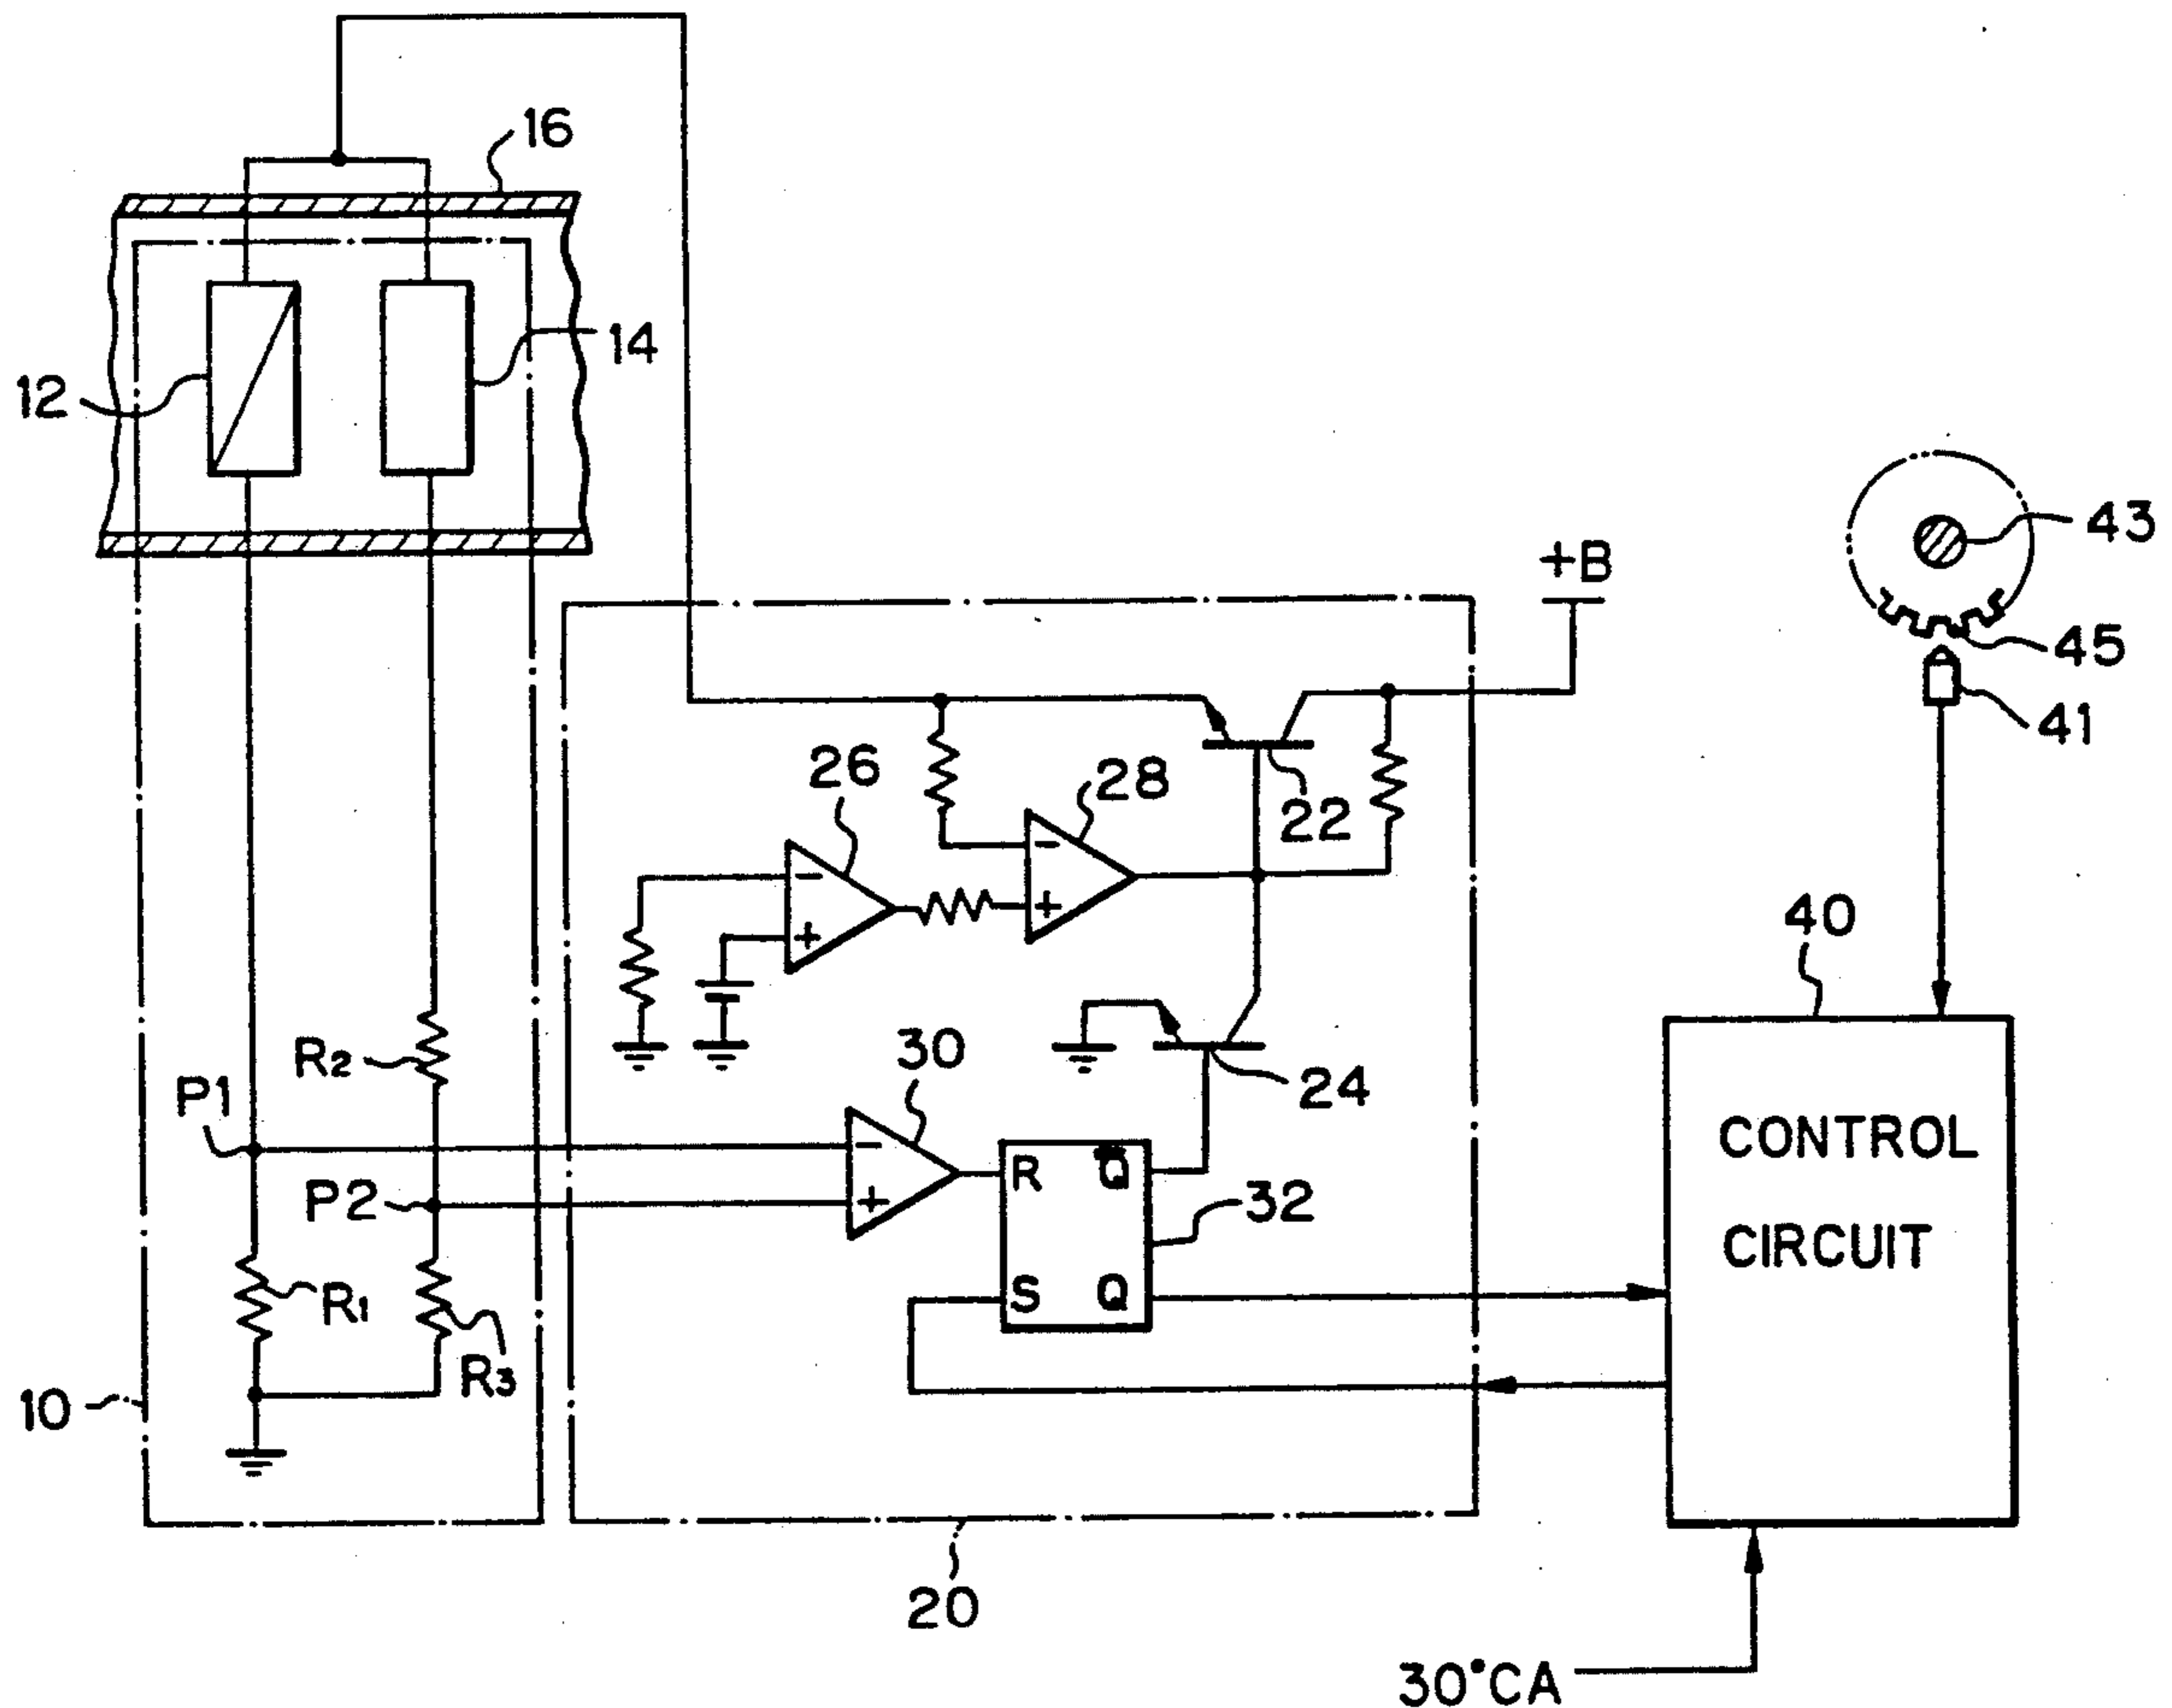 16
14
12
+B
43
45
41
26
28
22
40
R2
30
P1
24
CONTROL
CIRCUIT
R Q̅
P2
32
S Q
R1
R3
10
20
30°CA
- +
- +
- +